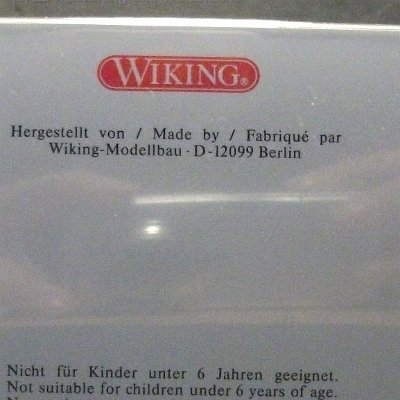 WIKING®
Hergestellt von / Made by / Fabriqué par
Wiking-Modellbau · D-12099 Berlin
Nicht für Kinder unter 6 Jahren geeignet.
Not suitable for children under 6 years of age.